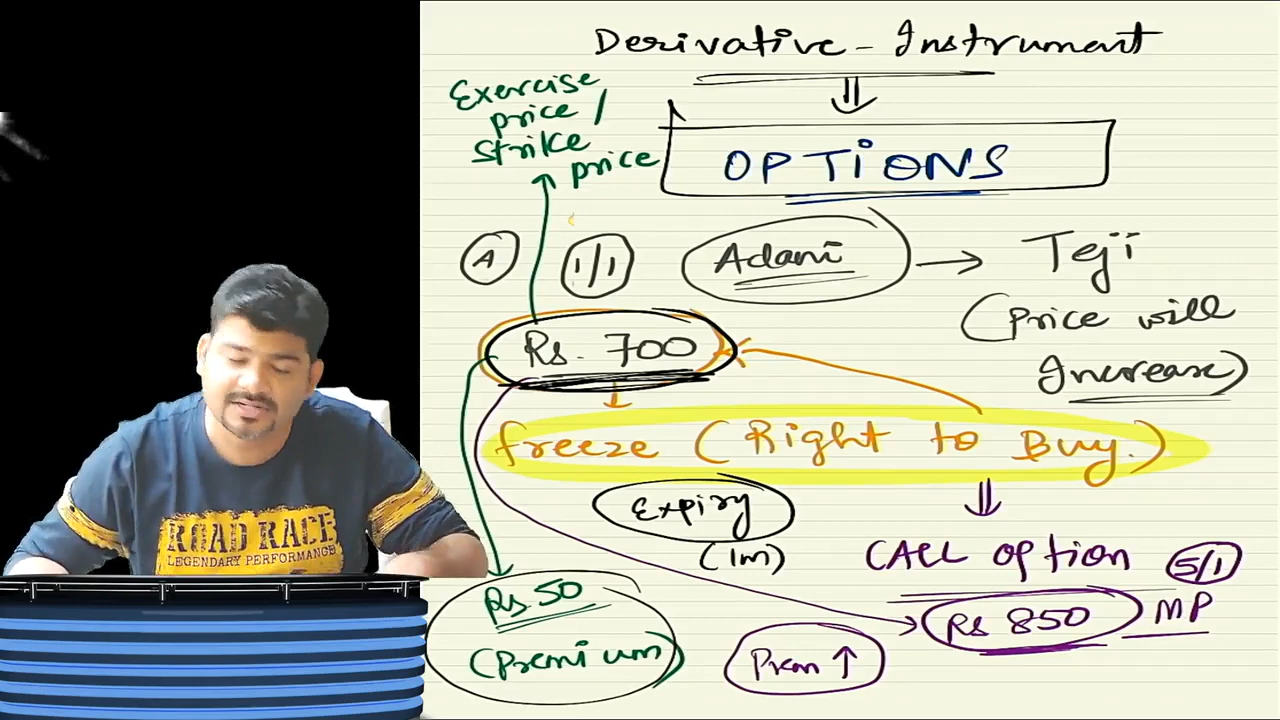 Derivative - Instrument
Exercise
price /
Strike
price
OPTIONS
A
1/1
Adani
Teji
(Price will
Increase)
Rs. 700
freeze (Right to Buy.)
Expiry
(1m)
CALL option
5/1
Rs 850
MP
Rs. 50
(Premium)
Prem ↑
ROAD RACE
LEGENDARY PERFORMANCE